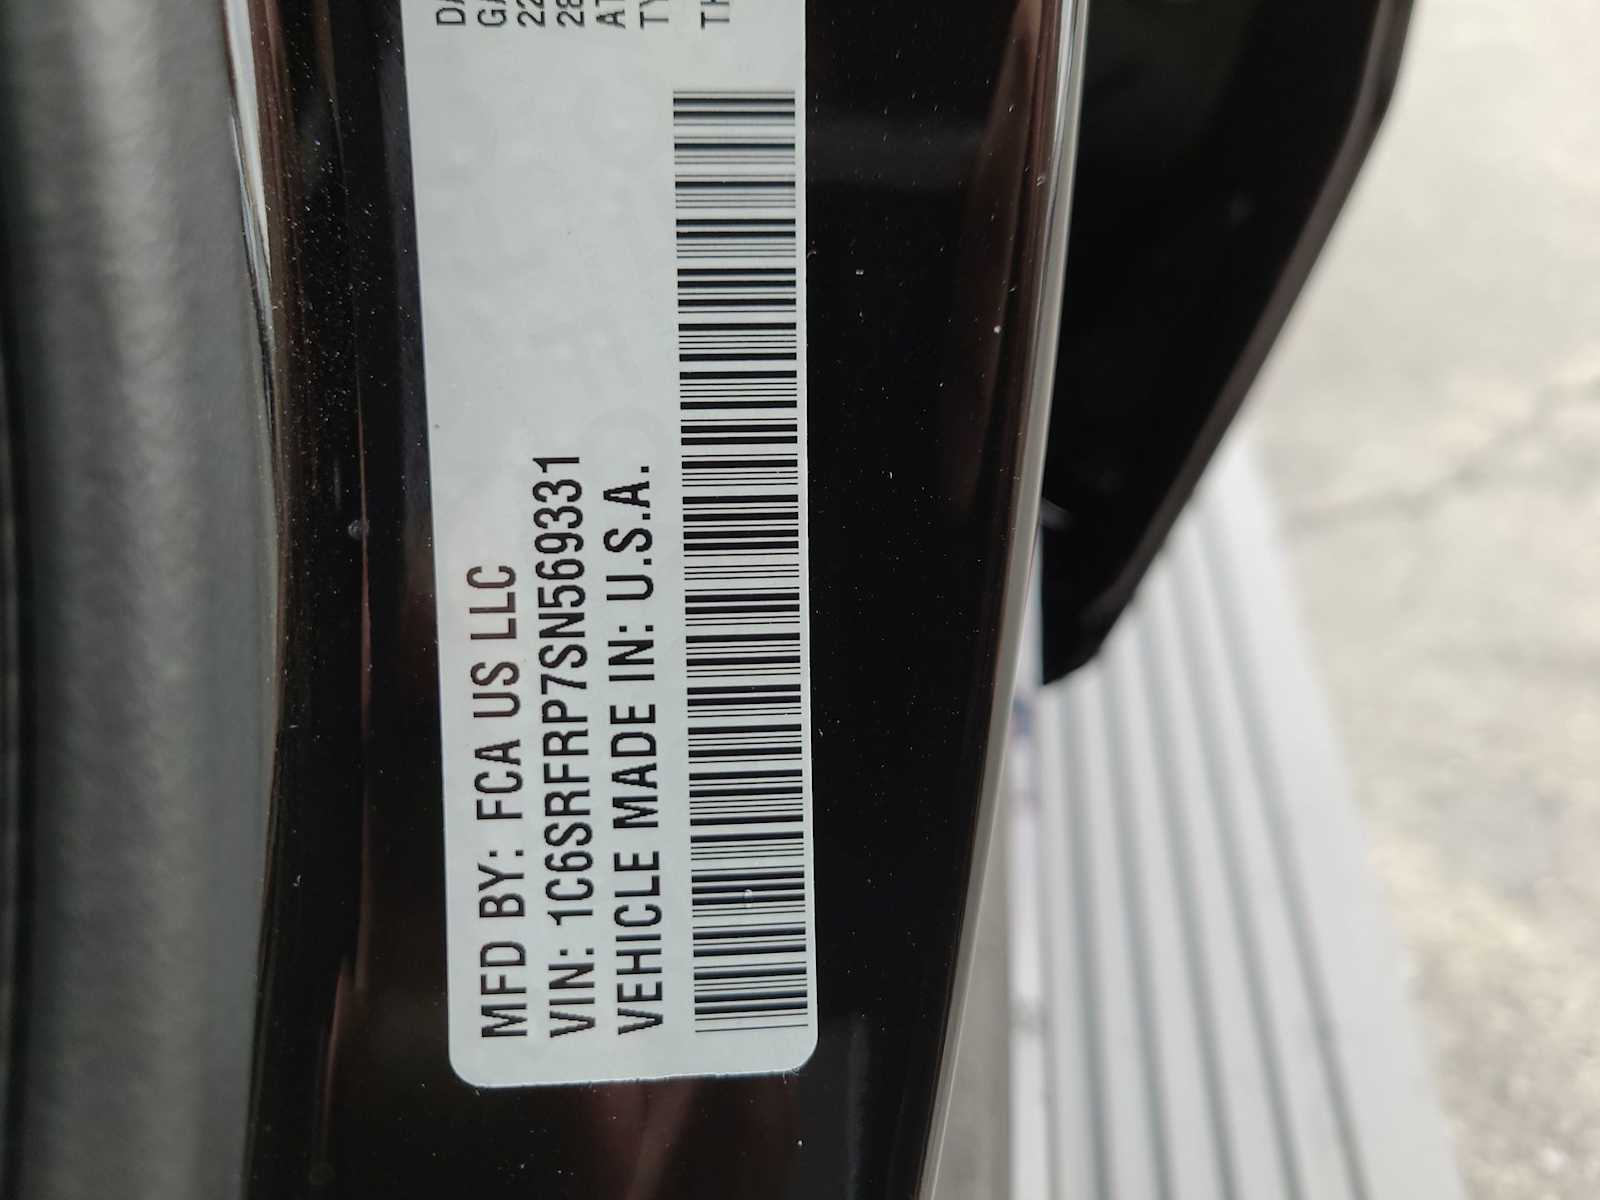 MFD BY: FCA US LLC
VIN: 1C6SRFRP7SN569331
VEHICLE MADE IN: U.S.A.